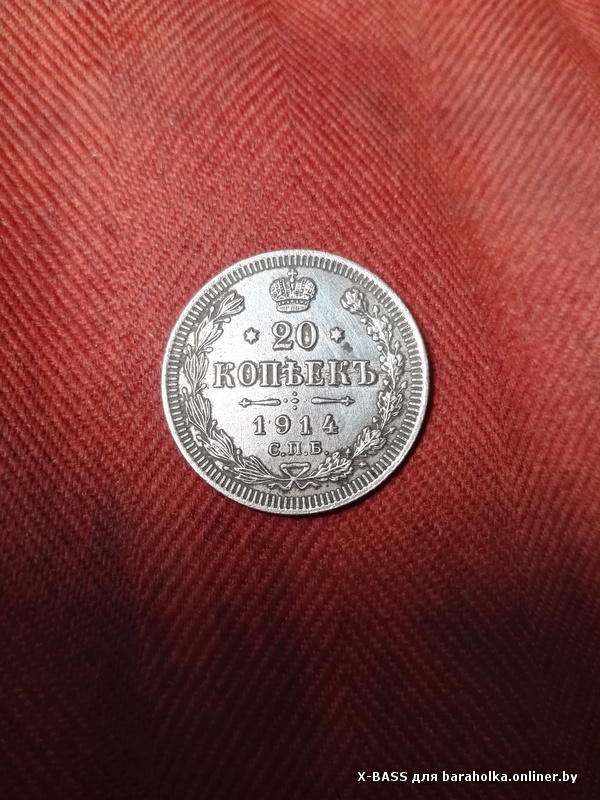 20
КОПѢЕКЪ
1914
С.П.Б.
X-BASS для baraholka.onliner.by